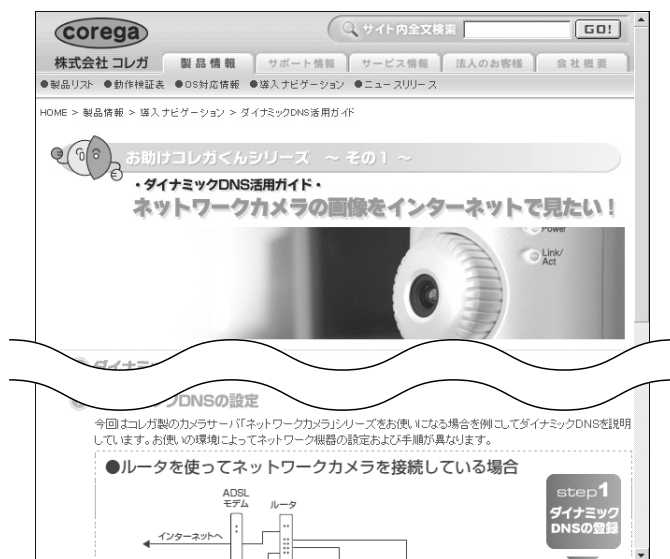 corega
サイト内全文検索
GO!
株式会社 コレガ
製品情報
サポート情報
サービス情報
法人のお客様
会社概要
●製品リスト ●動作検証表 ●OS対応情報 ●導入ナビゲーション ●ニュースリリース
HOME > 製品情報 > 導入ナビゲーション > ダイナミックDNS活用ガイド
お助けコレガくんシリーズ ～ その1 ～
・ダイナミックDNS活用ガイド・
ネットワークカメラの画像をインターネットで見たい！
Power
Link/
Act
DNSの設定
今回はコレガ製のカメラサーバ「ネットワークカメラ」シリーズをお使いになる場合を例にしてダイナミックDNSを説明
しています。お使いの環境によってネットワーク機器の設定および手順が異なります。
●ルータを使ってネットワークカメラを接続している場合
ADSL
モデム
ルータ
インターネットへ
step1
ダイナミック
DNSの登録